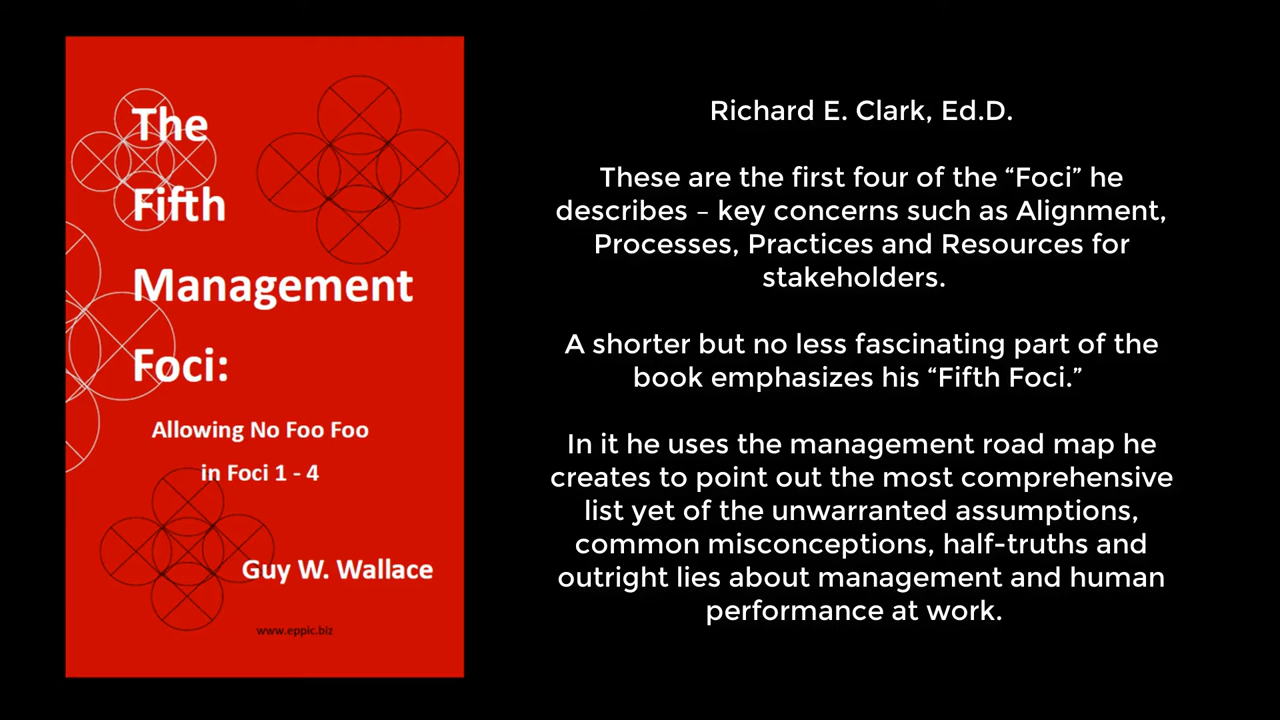 The
Fifth
Management
Foci:
Allowing No Foo Foo
in Foci 1 - 4
Guy W. Wallace
www.eppic.biz
Richard E. Clark, Ed.D.
These are the first four of the “Foci” he
describes – key concerns such as Alignment,
Processes, Practices and Resources for
stakeholders.
A shorter but no less fascinating part of the
book emphasizes his “Fifth Foci.”
In it he uses the management road map he
creates to point out the most comprehensive
list yet of the unwarranted assumptions,
common misconceptions, half-truths and
outright lies about management and human
performance at work.